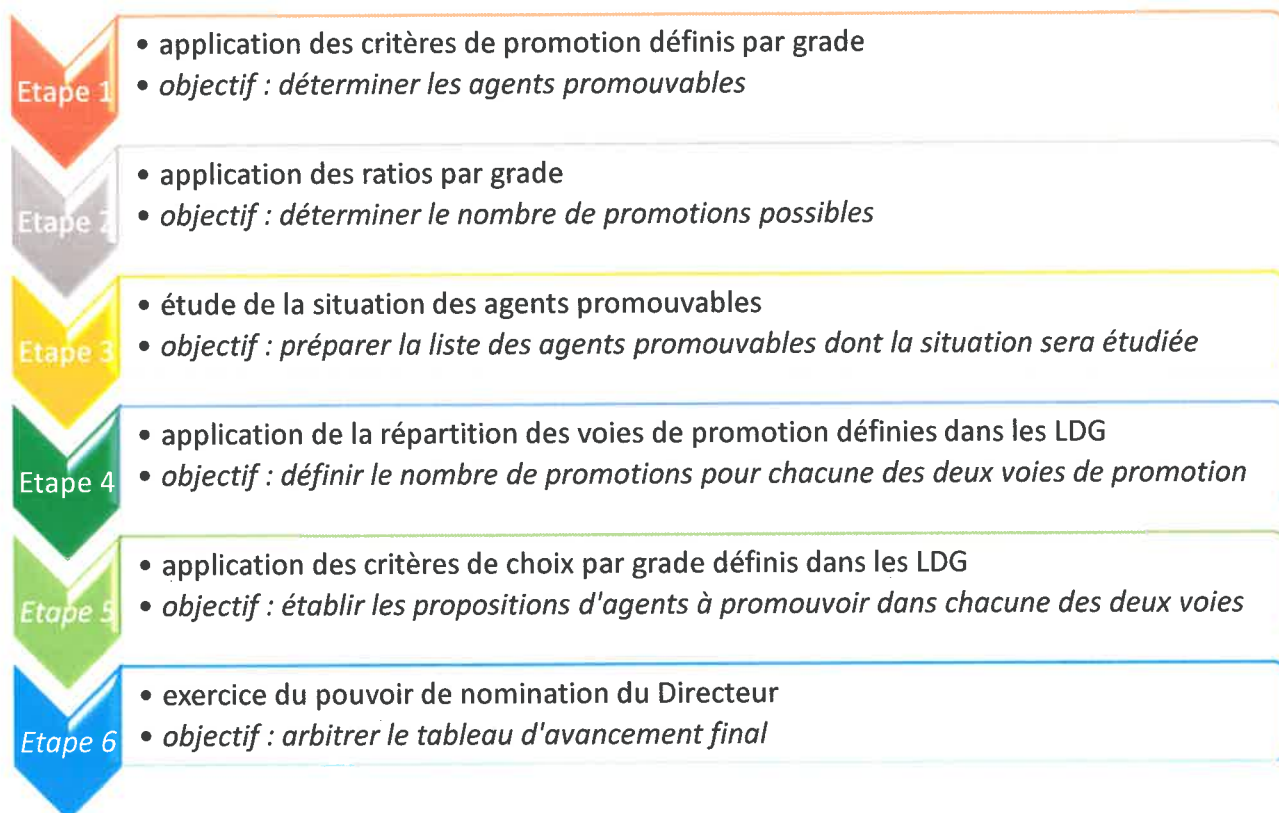 Etape 1
• application des critères de promotion définis par grade
• objectif : déterminer les agents promouvables
Etape 2
• application des ratios par grade
• objectif : déterminer le nombre de promotions possibles
Etape 3
• étude de la situation des agents promouvables
• objectif : préparer la liste des agents promouvables dont la situation sera étudiée
Etape 4
• application de la répartition des voies de promotion définies dans les LDG
• objectif : définir le nombre de promotions pour chacune des deux voies de promotion
Etape 5
• application des critères de choix par grade définis dans les LDG
• objectif : établir les propositions d'agents à promouvoir dans chacune des deux voies
Etape 6
• exercice du pouvoir de nomination du Directeur
• objectif : arbitrer le tableau d'avancement final